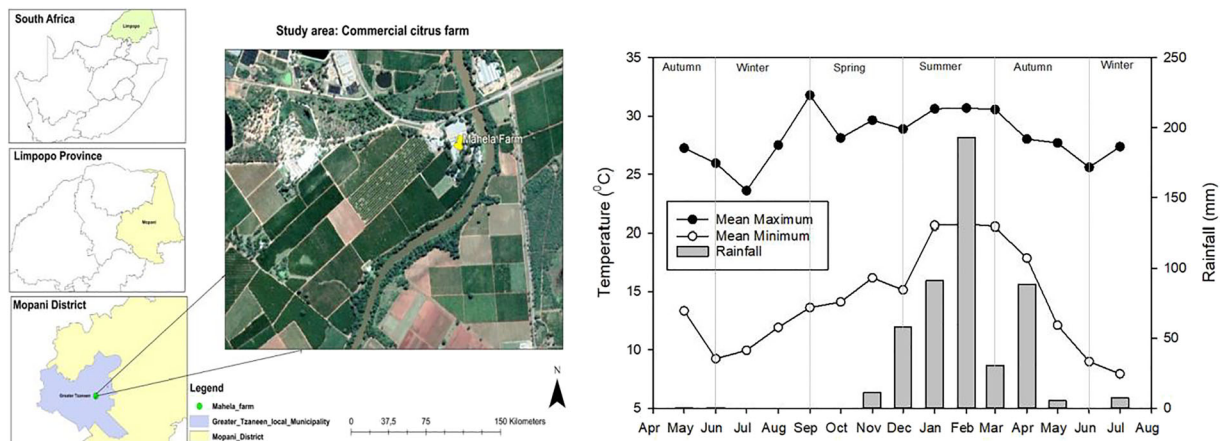 South Africa
Limpopo
Limpopo Province
Mopani
Mopani District
Greater Tzaneen
Study area: Commercial citrus farm
Mahela Farm
N
Legend
Mahela_farm
Greater_Tzaneen_local_Municipality
Mopani_District
0 37,5 75 150 Kilometers
Autumn Winter Spring Summer Autumn Winter
Temperature (⁰C)
35
30
25
20
15
10
5
Mean Maximum
Mean Minimum
Rainfall
250
200
150
100
50
0
Rainfall (mm)
Apr May Jun Jul Aug Sep Oct Nov Dec Jan Feb Mar Apr May Jun Jul Aug